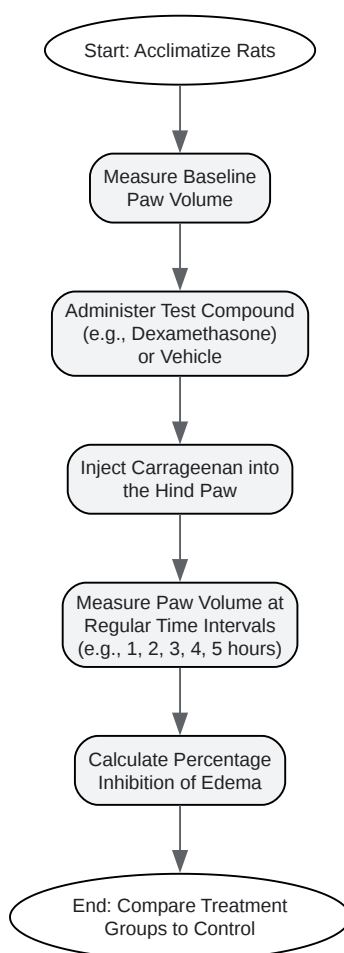 Start: Acclimatize Rats
Measure Baseline
Paw Volume
Administer Test Compound
(e.g., Dexamethasone)
or Vehicle
Inject Carrageenan into
the Hind Paw
Measure Paw Volume at
Regular Time Intervals
(e.g., 1, 2, 3, 4, 5 hours)
Calculate Percentage
Inhibition of Edema
End: Compare Treatment
Groups to Control